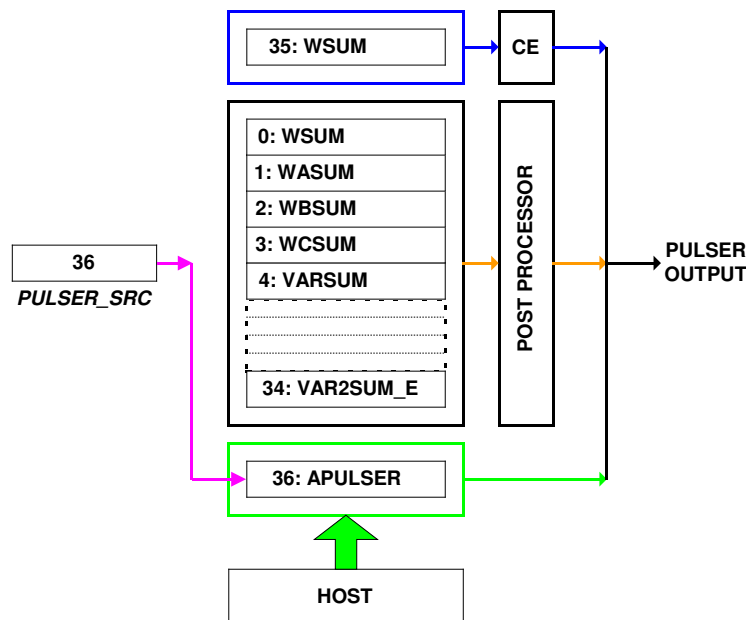 35: WSUM
CE
0: WSUM
1: WASUM
2: WBSUM
3: WCSUM
4: VARSUM
34: VAR2SUM_E
POST PROCESSOR
36
PULSER_SRC
PULSER
OUTPUT
36: APULSER
HOST